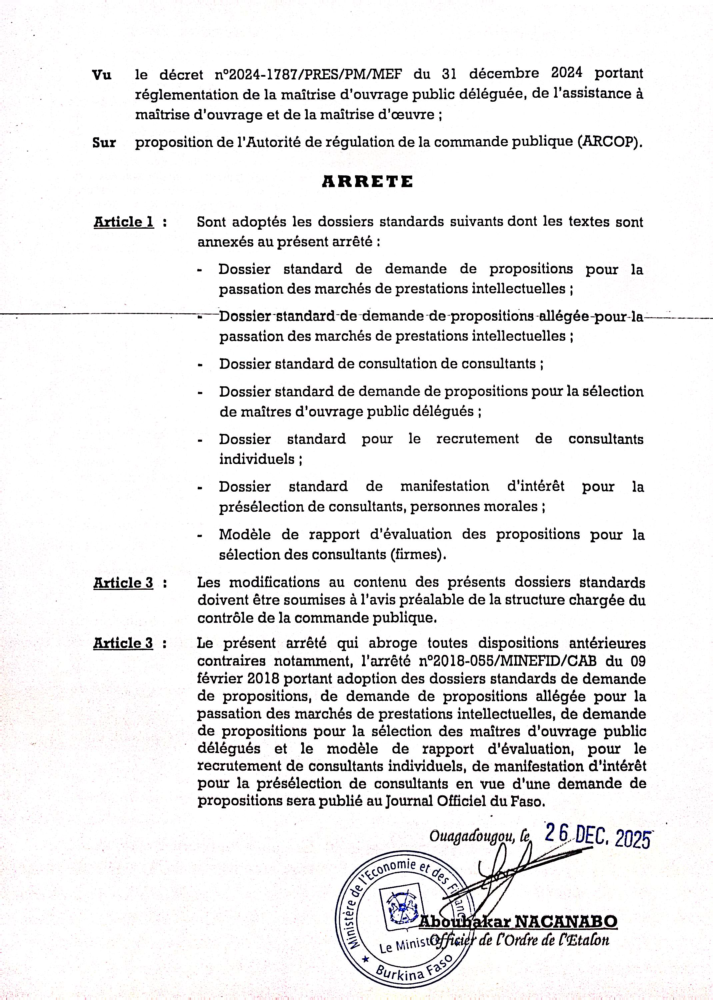 Vu le décret n°2024-1787/PRES/PM/MEF du 31 décembre 2024 portant
réglementation de la maîtrise d'ouvrage public déléguée, de l'assistance à
maîtrise d'ouvrage et de la maîtrise d'œuvre ;
Sur proposition de l'Autorité de régulation de la commande publique (ARCOP).
ARRETE
Article 1 : Sont adoptés les dossiers standards suivants dont les textes sont
annexés au présent arrêté :
- Dossier standard de demande de propositions pour la
passation des marchés de prestations intellectuelles ;
- Dossier standard de demande de propositions allégée pour la
passation des marchés de prestations intellectuelles ;
- Dossier standard de consultation de consultants ;
- Dossier standard de demande de propositions pour la sélection
de maîtres d'ouvrage public délégués ;
- Dossier standard pour le recrutement de consultants
individuels ;
- Dossier standard de manifestation d'intérêt pour la
présélection de consultants, personnes morales ;
- Modèle de rapport d'évaluation des propositions pour la
sélection des consultants (firmes).
Article 3 : Les modifications au contenu des présents dossiers standards
doivent être soumises à l'avis préalable de la structure chargée du
contrôle de la commande publique.
Article 3 : Le présent arrêté qui abroge toutes dispositions antérieures
contraires notamment, l'arrêté n°2018-055/MINEFID/CAB du 09
février 2018 portant adoption des dossiers standards de demande
de propositions, de demande de propositions allégée pour la
passation des marchés de prestations intellectuelles, de demande
de propositions pour la sélection des maîtres d'ouvrage public
délégués et le modèle de rapport d'évaluation, pour le
recrutement de consultants individuels, de manifestation d'intérêt
pour la présélection de consultants en vue d'une demande de
propositions sera publié au Journal Officiel du Faso.
Ouagadougou, le 26 DEC. 2025
Ministère de l'Economie et des Finances
Le Ministre
Burkina Faso
Aboubakar NACANABO
Officier de l'Ordre de l'Etalon